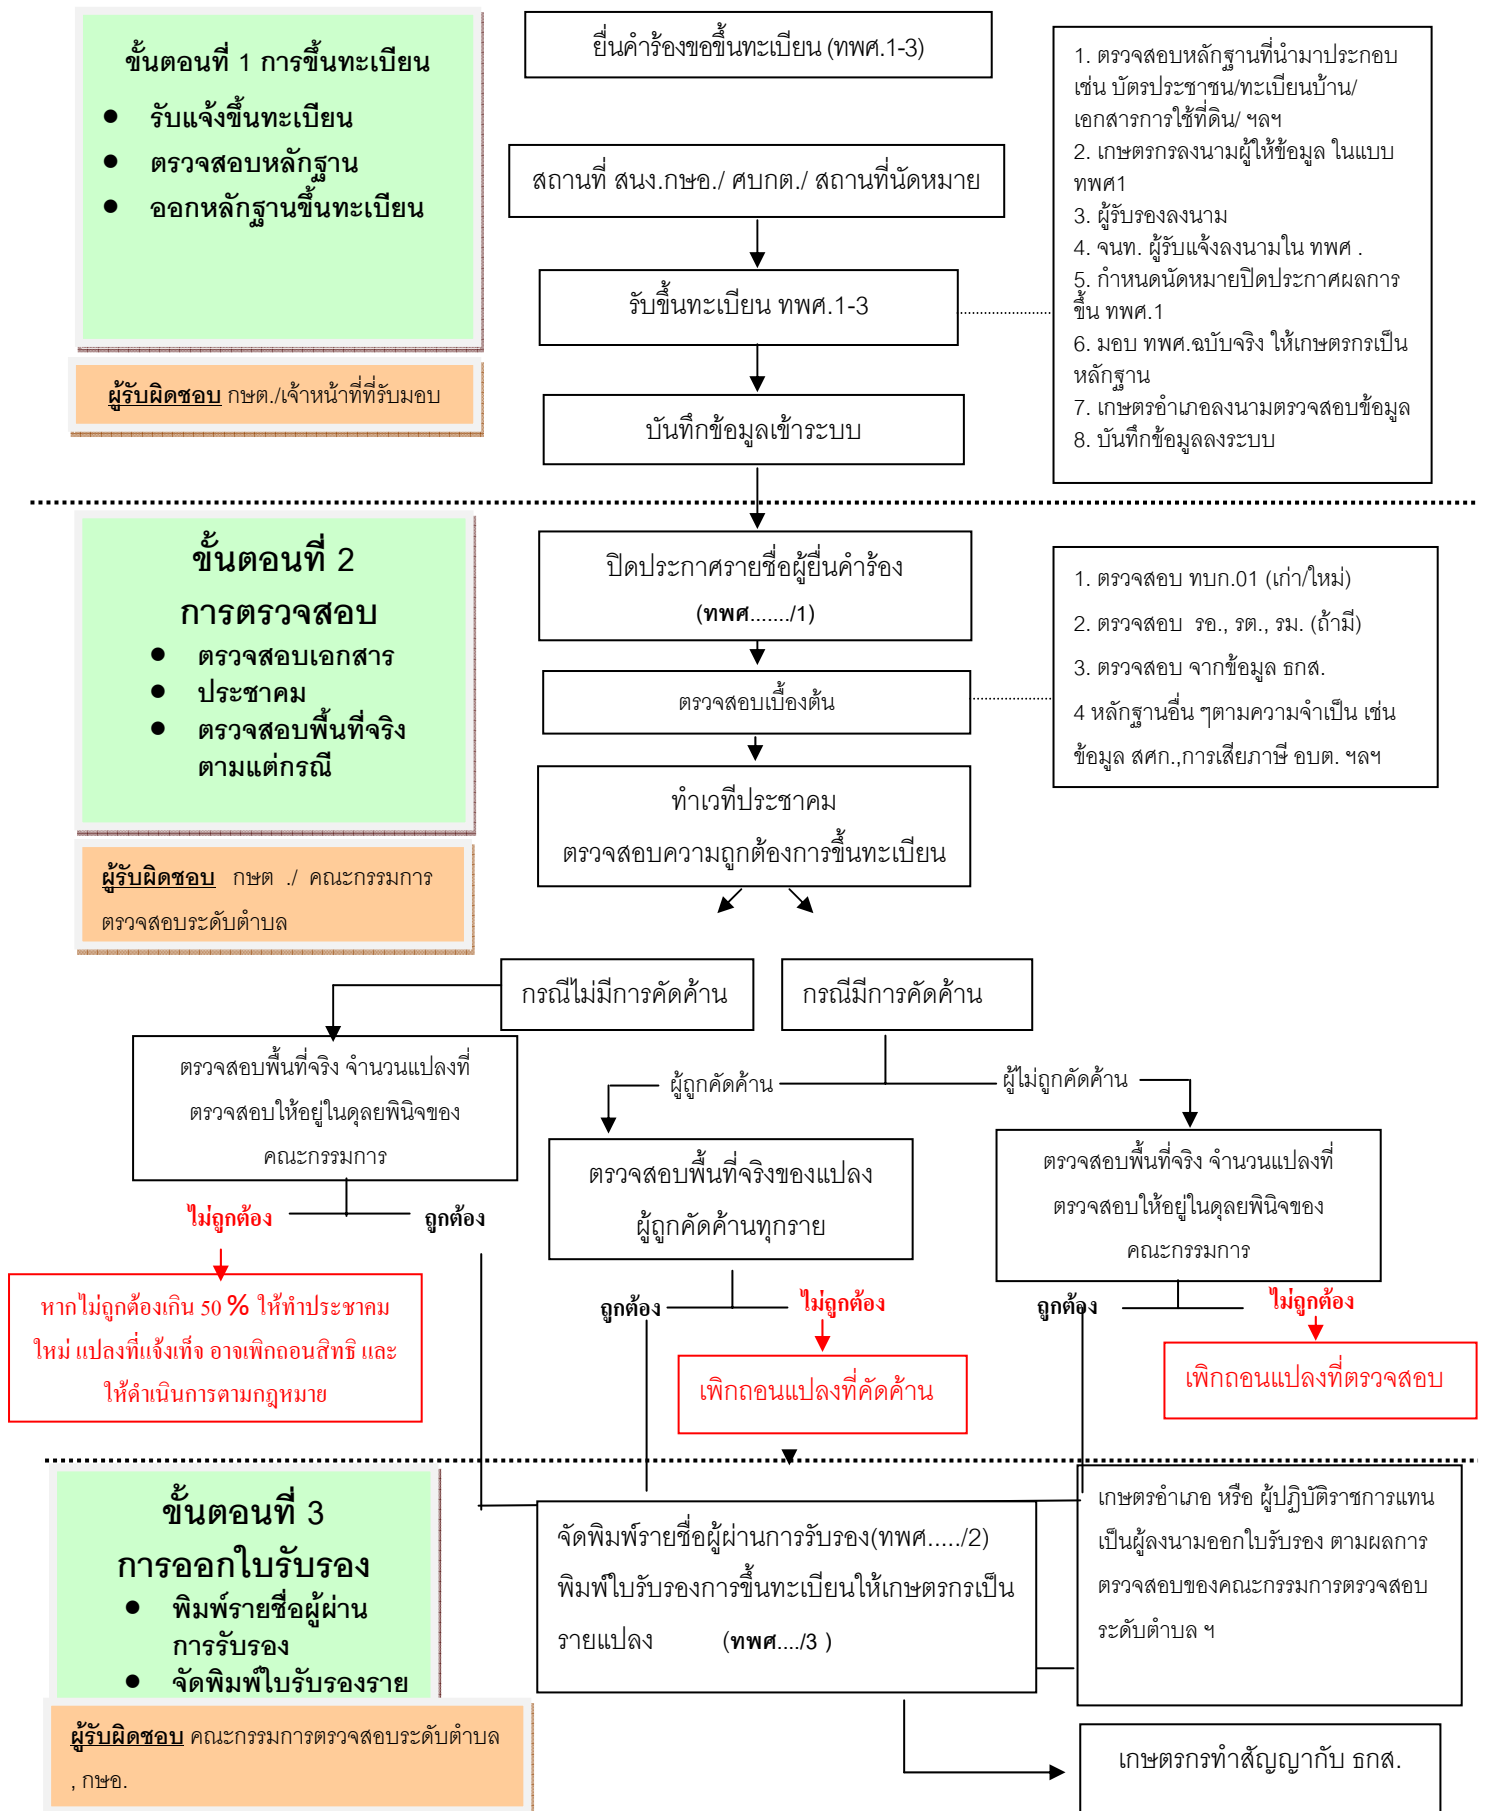 ขั้นตอนที่ 1 การขึ้นทะเบียน
● รับแจ้งขึ้นทะเบียน
● ตรวจสอบหลักฐาน
● ออกหลักฐานขึ้นทะเบียน
ผู้รับผิดชอบ กษต./เจ้าหน้าที่ที่รับมอบ
ยื่นคำร้องขอขึ้นทะเบียน (ทพศ.1-3)
สถานที่ สนง.กษอ./ ศบกต./ สถานที่นัดหมาย
รับขึ้นทะเบียน ทพศ.1-3
บันทึกข้อมูลเข้าระบบ
1. ตรวจสอบหลักฐานที่นำมาประกอบ
เช่น บัตรประชาชน/ทะเบียนบ้าน/
เอกสารการใช้ที่ดิน/ ฯลฯ
2. เกษตรกรลงนามผู้ให้ข้อมูล ในแบบ
ทพศ1
3. ผู้รับรองลงนาม
4. จนท. ผู้รับแจ้งลงนามใน ทพศ .
5. กำหนดนัดหมายปิดประกาศผลการ
ขึ้น ทพศ.1
6. มอบ ทพศ.ฉบับจริง ให้เกษตรกรเป็น
หลักฐาน
7. เกษตรอำเภอลงนามตรวจสอบข้อมูล
8. บันทึกข้อมูลลงระบบ
ขั้นตอนที่ 2
การตรวจสอบ
● ตรวจสอบเอกสาร
● ประชาคม
● ตรวจสอบพื้นที่จริง
ตามแต่กรณี
ผู้รับผิดชอบ กษต ./ คณะกรรมการ
ตรวจสอบระดับตำบล
ปิดประกาศรายชื่อผู้ยื่นคำร้อง
(ทพศ......./1)
ตรวจสอบเบื้องต้น
ทำเวทีประชาคม
ตรวจสอบความถูกต้องการขึ้นทะเบียน
1. ตรวจสอบ ทบก.01 (เก่า/ใหม่)
2. ตรวจสอบ รอ., รต., รม. (ถ้ามี)
3. ตรวจสอบ จากข้อมูล ธกส.
4 หลักฐานอื่น ๆตามความจำเป็น เช่น
ข้อมูล สศก.,การเสียภาษี อบต. ฯลฯ
กรณีไม่มีการคัดค้าน
กรณีมีการคัดค้าน
ตรวจสอบพื้นที่จริง จำนวนแปลงที่
ตรวจสอบให้อยู่ในดุลยพินิจของ
คณะกรรมการ
ไม่ถูกต้อง
ถูกต้อง
หากไม่ถูกต้องเกิน 50 % ให้ทำประชาคม
ใหม่ แปลงที่แจ้งเท็จ อาจเพิกถอนสิทธิ และ
ให้ดำเนินการตามกฎหมาย
ผู้ถูกคัดค้าน
ผู้ไม่ถูกคัดค้าน
ตรวจสอบพื้นที่จริงของแปลง
ผู้ถูกคัดค้านทุกราย
ถูกต้อง
ไม่ถูกต้อง
เพิกถอนแปลงที่คัดค้าน
ตรวจสอบพื้นที่จริง จำนวนแปลงที่
ตรวจสอบให้อยู่ในดุลยพินิจของ
คณะกรรมการ
ถูกต้อง
ไม่ถูกต้อง
เพิกถอนแปลงที่ตรวจสอบ
ขั้นตอนที่ 3
การออกใบรับรอง
● พิมพ์รายชื่อผู้ผ่าน
การรับรอง
● จัดพิมพ์ใบรับรองราย
ผู้รับผิดชอบ คณะกรรมการตรวจสอบระดับตำบล
, กษอ.
จัดพิมพ์รายชื่อผู้ผ่านการรับรอง(ทพศ...../2)
พิมพ์ใบรับรองการขึ้นทะเบียนให้เกษตรกรเป็น
รายแปลง (ทพศ..../3 )
เกษตรอำเภอ หรือ ผู้ปฏิบัติราชการแทน
เป็นผู้ลงนามออกใบรับรอง ตามผลการ
ตรวจสอบของคณะกรรมการตรวจสอบ
ระดับตำบล ฯ
เกษตรกรทำสัญญากับ ธกส.